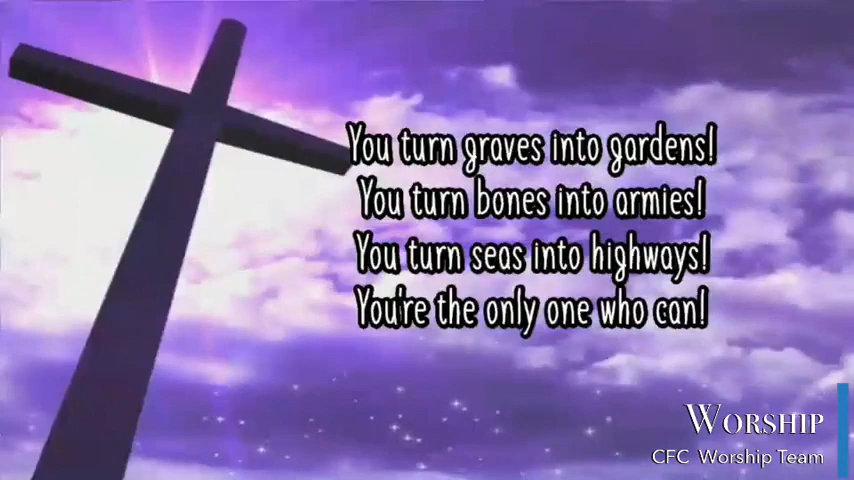 You turn graves into gardens!
You turn bones into armies!
You turn seas into highways!
You're the only one who can!
Worship
CFC Worship Team